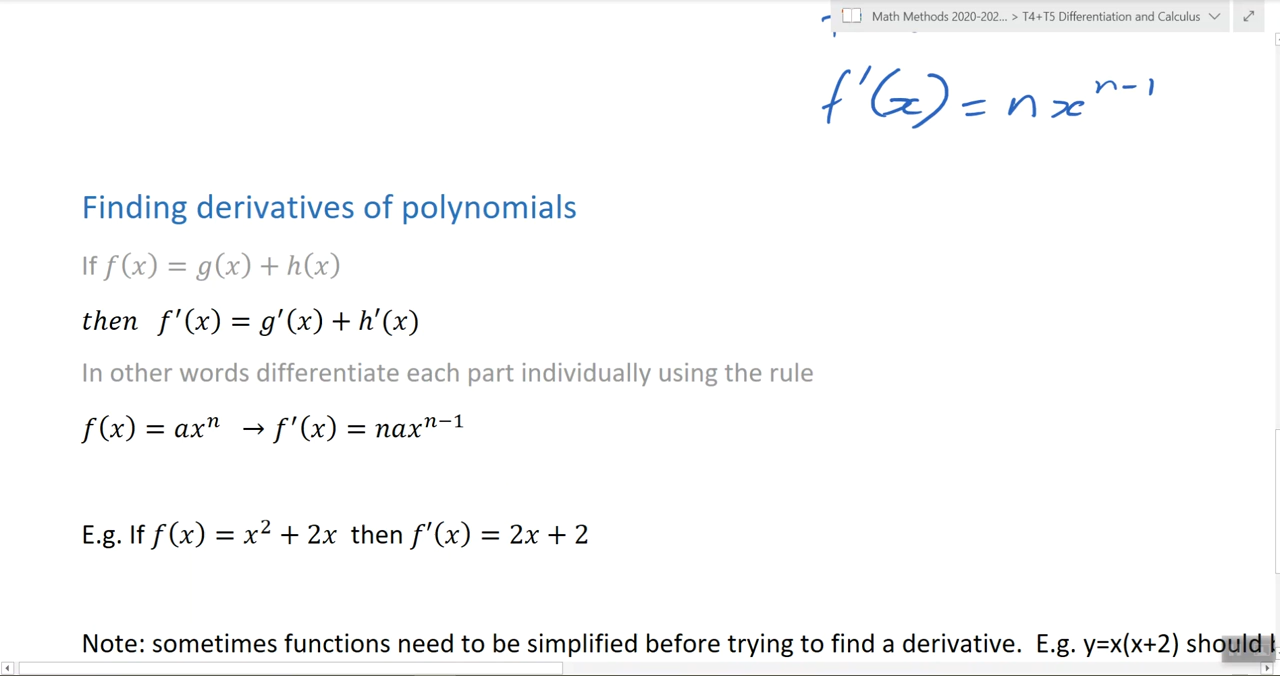 Math Methods 2020-202... > T4+T5 Differentiation and Calculus
f'(x) = nx^{n-1}
Finding derivatives of polynomials
If f(x) = g(x) + h(x)
then f'(x) = g'(x) + h'(x)
In other words differentiate each part individually using the rule
f(x) = ax^n → f'(x) = nax^{n-1}
E.g. If f(x) = x² + 2x then f'(x) = 2x + 2
Note: sometimes functions need to be simplified before trying to find a derivative. E.g. y=x(x+2) should